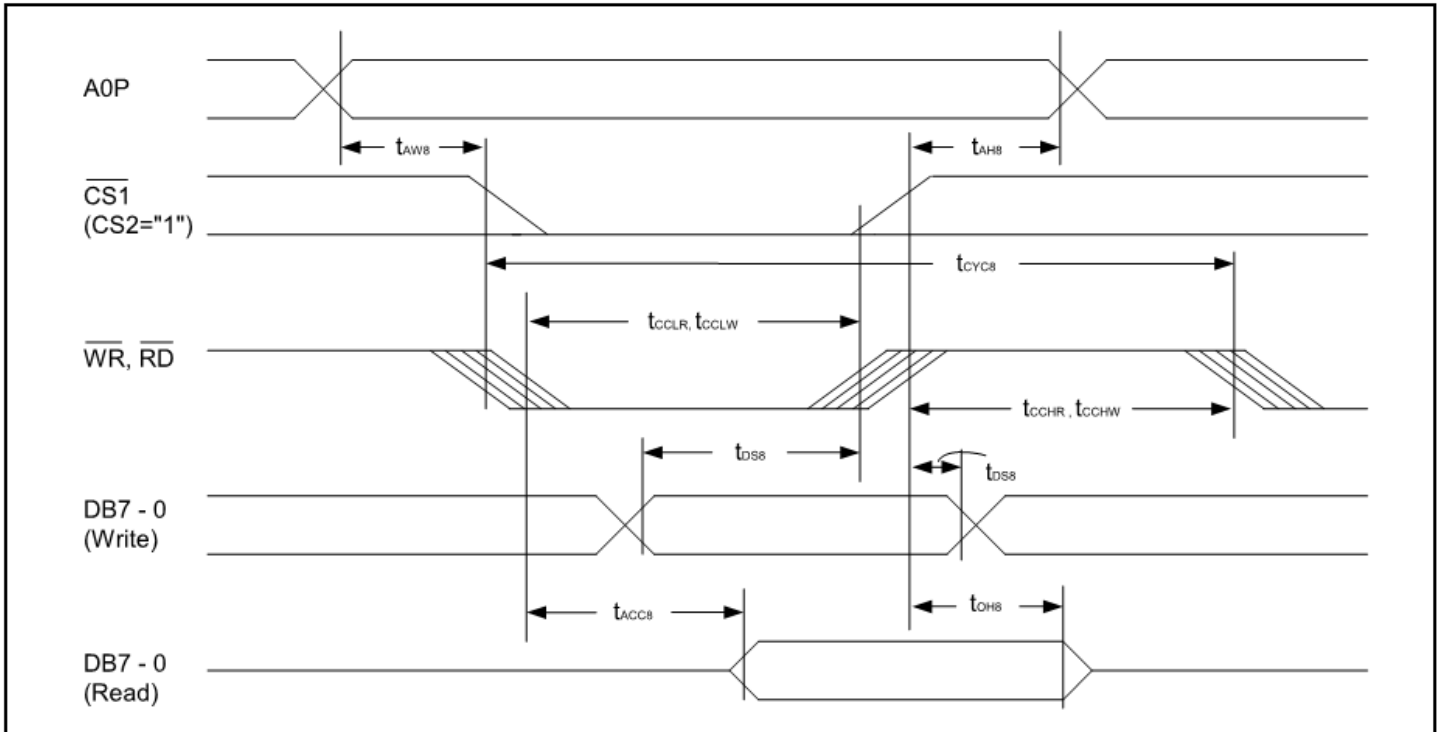 A0P
tAW8
tAH8
CS1
(CS2="1")
tCYC8
tCCLR, tCCLW
WR, RD
tCCHR , tCCHW
tDS8
tDS8
DB7 - 0
(Write)
tACC8
tOH8
DB7 - 0
(Read)